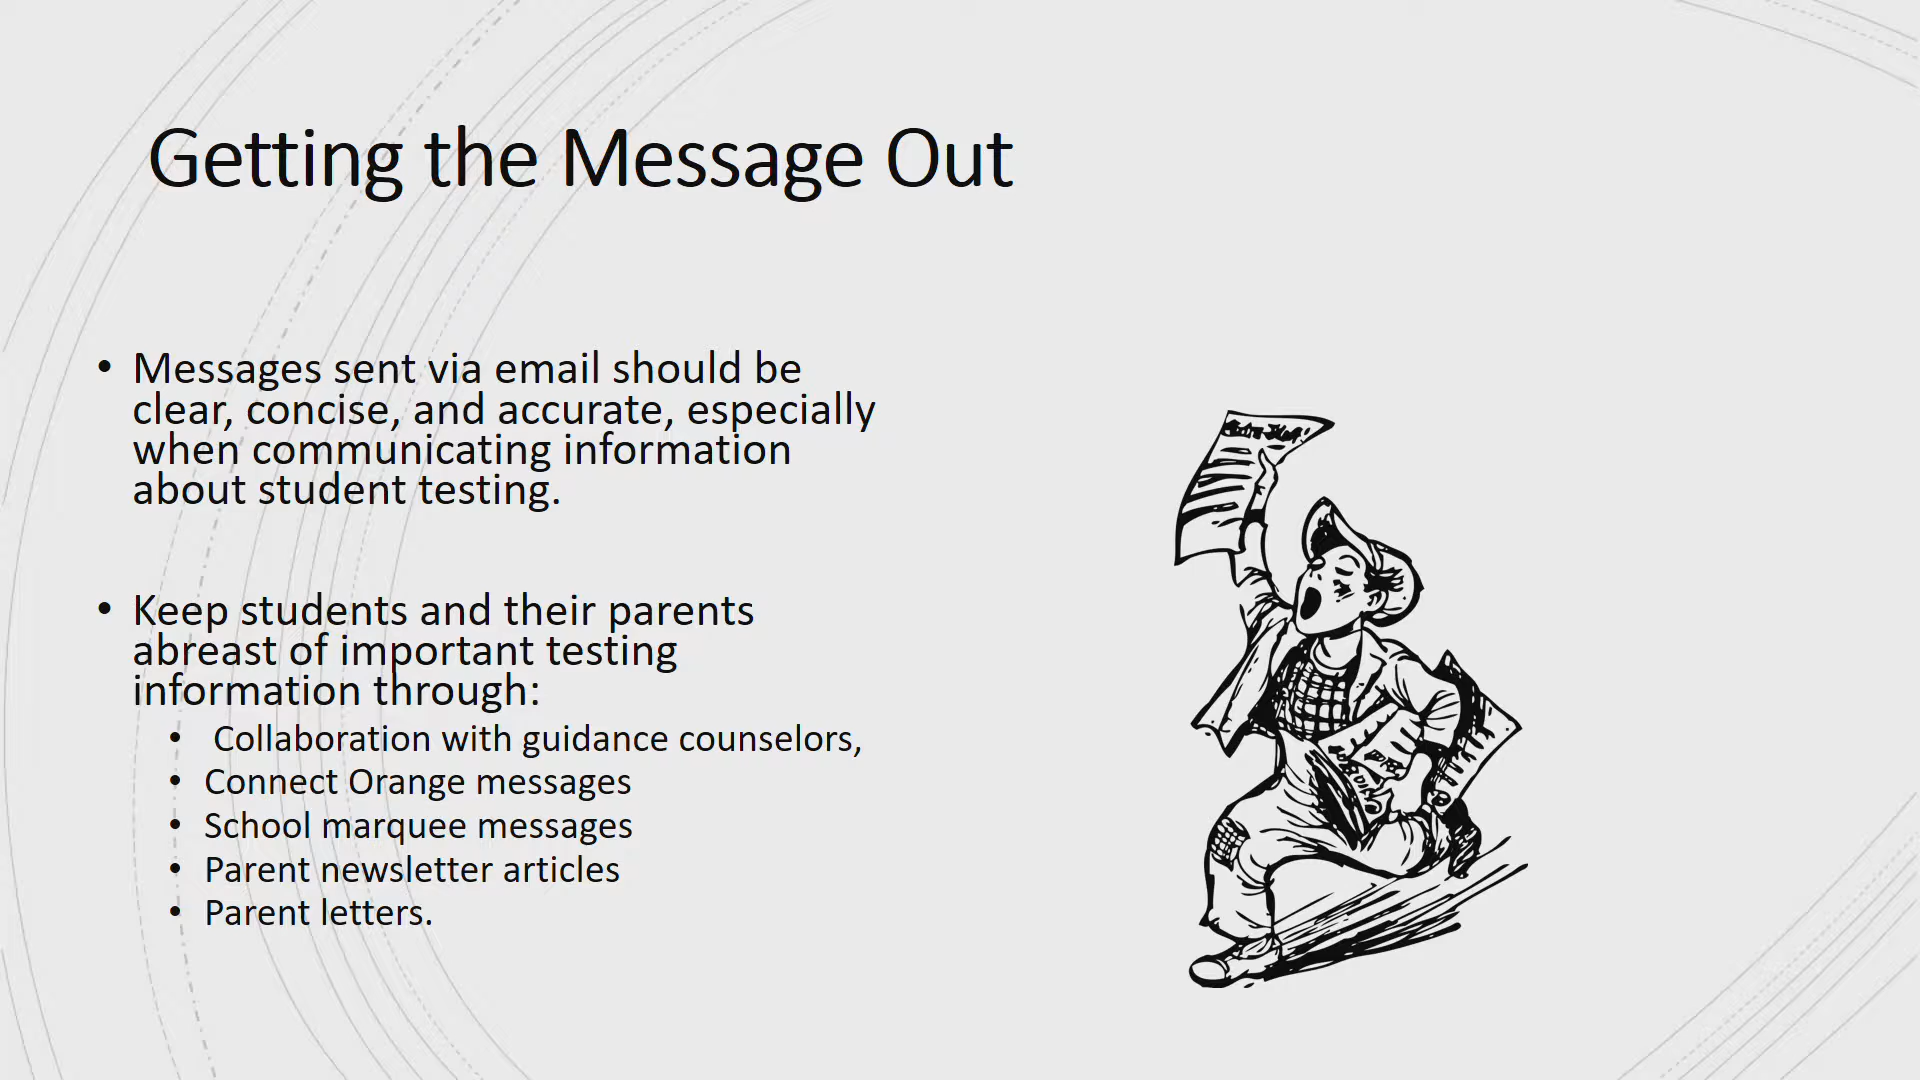 Getting the Message Out
• Messages sent via email should be
clear, concise, and accurate, especially
when communicating information
about student testing.
• Keep students and their parents
abreast of important testing
information through:
• Collaboration with guidance counselors,
• Connect Orange messages
• School marquee messages
• Parent newsletter articles
• Parent letters.